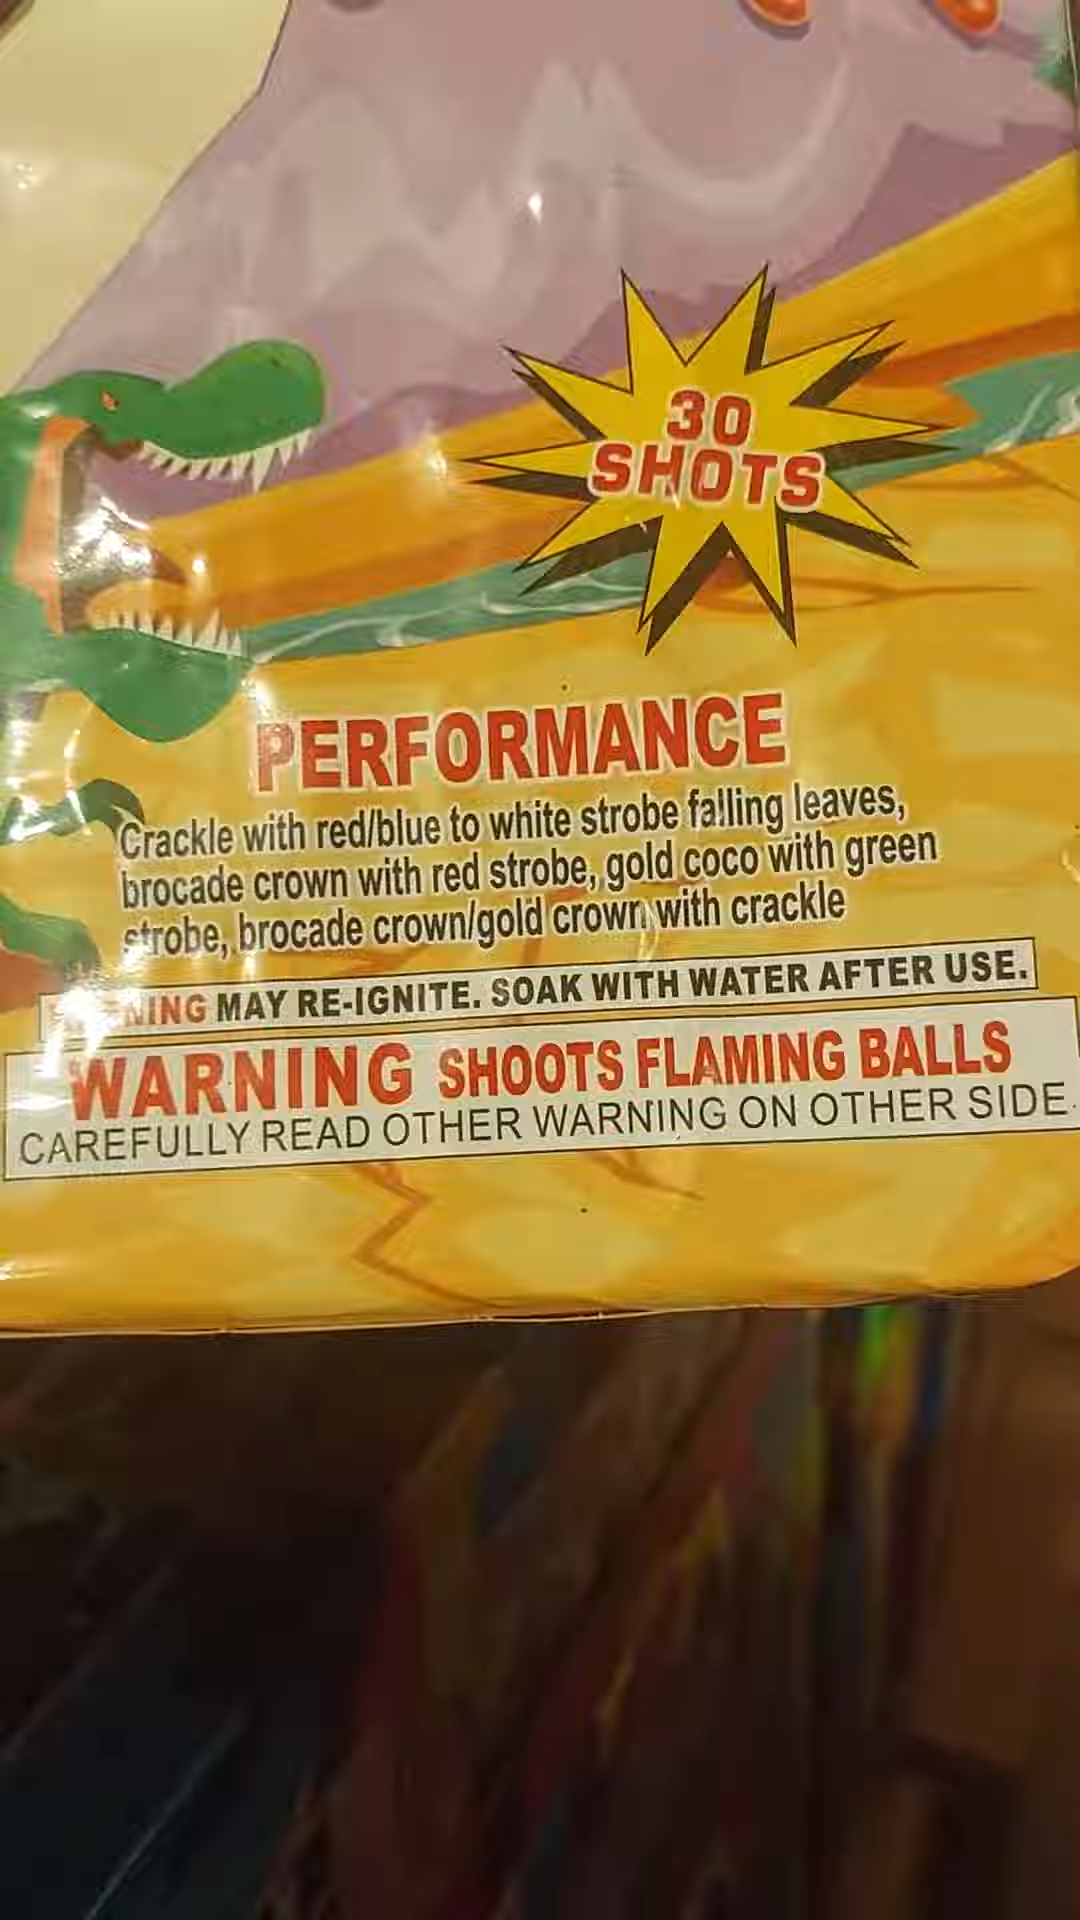 30
SHOTS
PERFORMANCE
Crackle with red/blue to white strobe falling leaves,
brocade crown with red strobe, gold coco with green
strobe, brocade crown/gold crown with crackle
WARNING MAY RE-IGNITE. SOAK WITH WATER AFTER USE.
WARNING SHOOTS FLAMING BALLS
CAREFULLY READ OTHER WARNING ON OTHER SIDE.